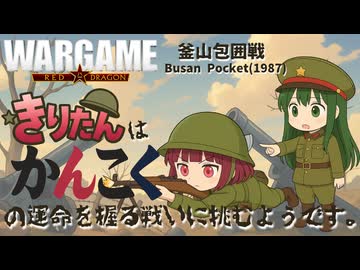 WARGAME
RED DRAGON
釜山包囲戦
Busan Pocket(1987)
きりたんは
かんこく
の運命を握る戦いに挑むようです。